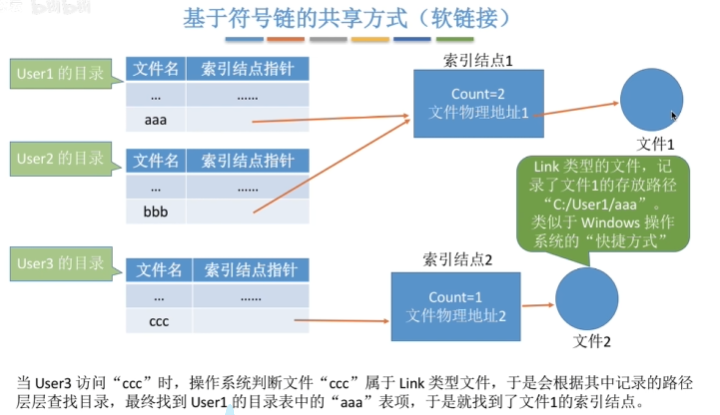 基于符号链的共享方式（软链接）
User1 的目录
文件名 索引结点指针
... ......
aaa
索引结点1
Count=2
文件物理地址1
文件1
User2 的目录
文件名 索引结点指针
... ......
bbb
Link 类型的文件，记
录了文件1的存放路径
“C:/User1/aaa”。
类似于 Windows 操作
系统的“快捷方式”
User3 的目录
文件名 索引结点指针
... ......
ccc
索引结点2
Count=1
文件物理地址2
文件2
当 User3 访问“ccc”时，操作系统判断文件“ccc”属于 Link 类型文件，于是会根据其中记录的路径
层层查找目录，最终找到 User1 的目录表中的“aaa”表项，于是就找到了文件1的索引结点。